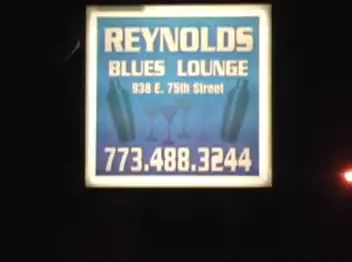 REYNOLDS
BLUES LOUNGE
938 E. 75th Street
773.488.3244